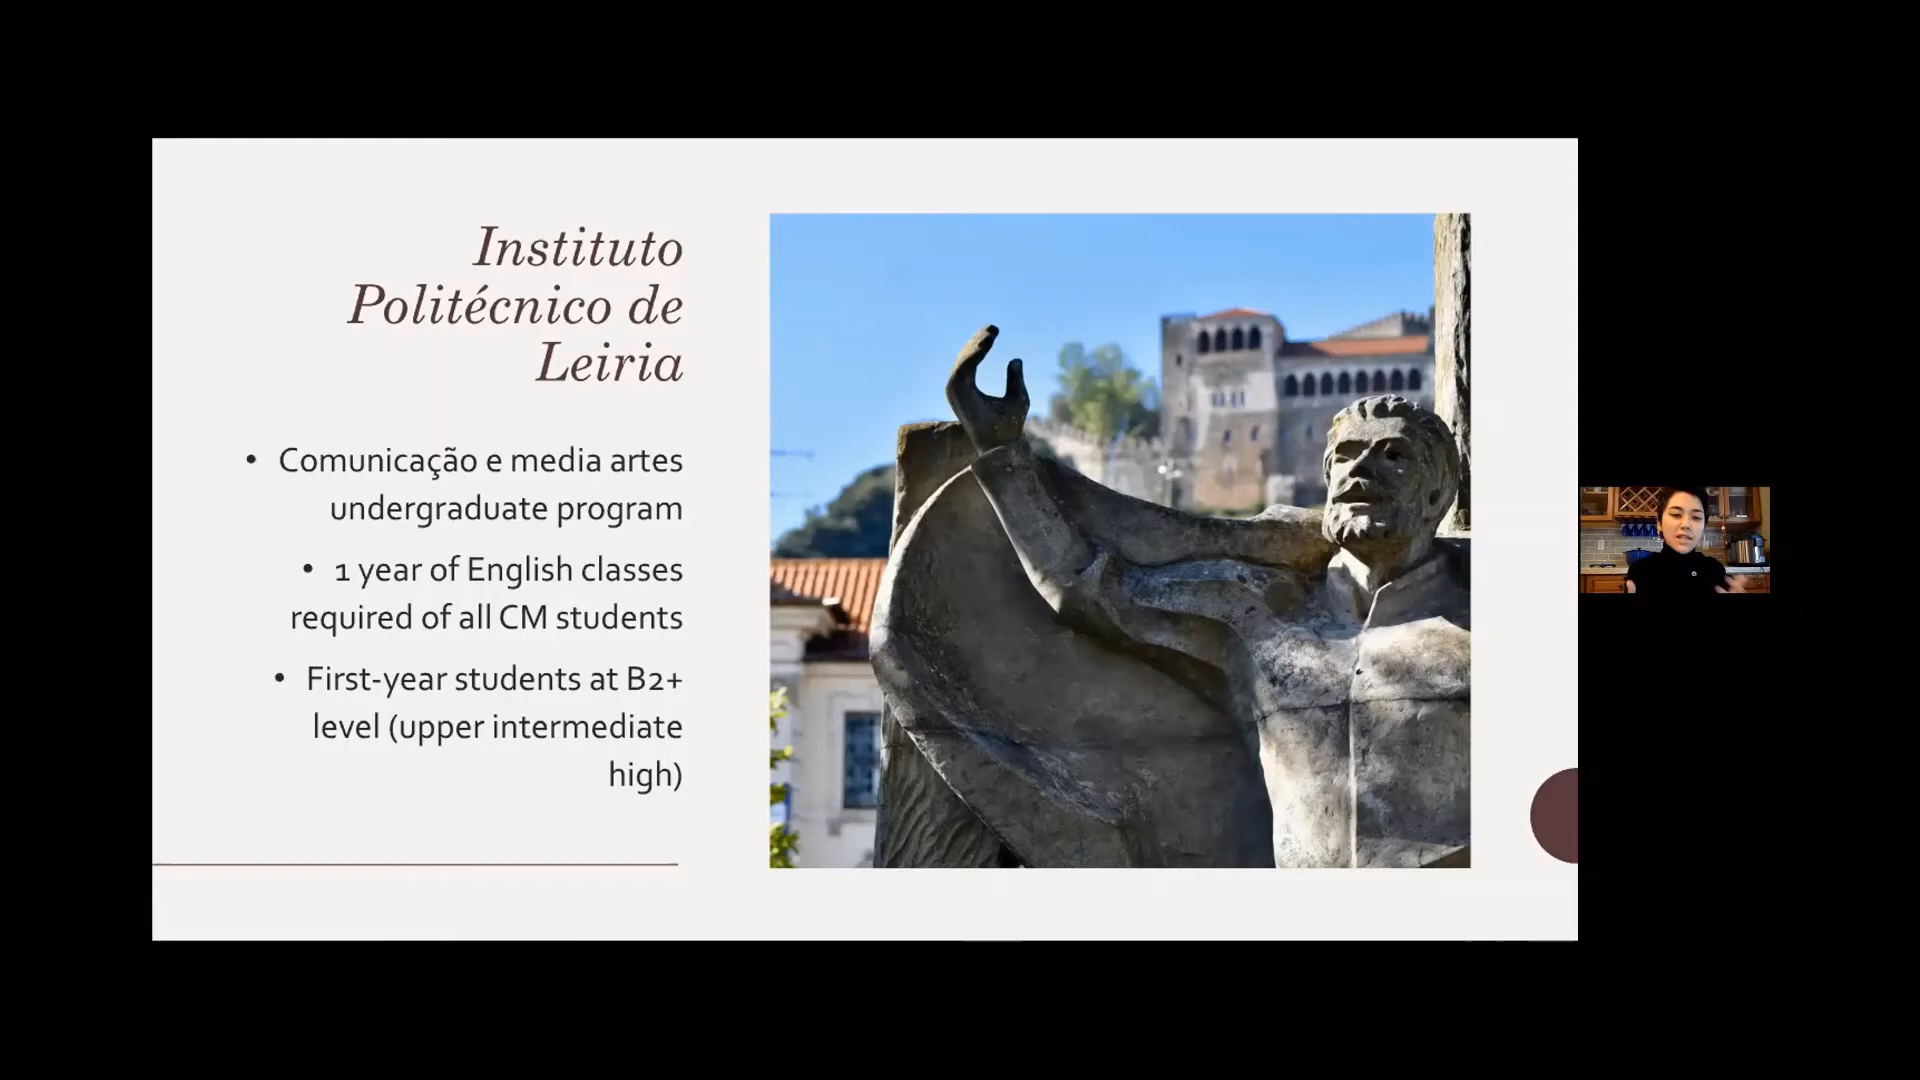 Instituto
Politécnico de
Leiria
• Comunicação e media artes
undergraduate program
• 1 year of English classes
required of all CM students
• First-year students at B2+
level (upper intermediate
high)